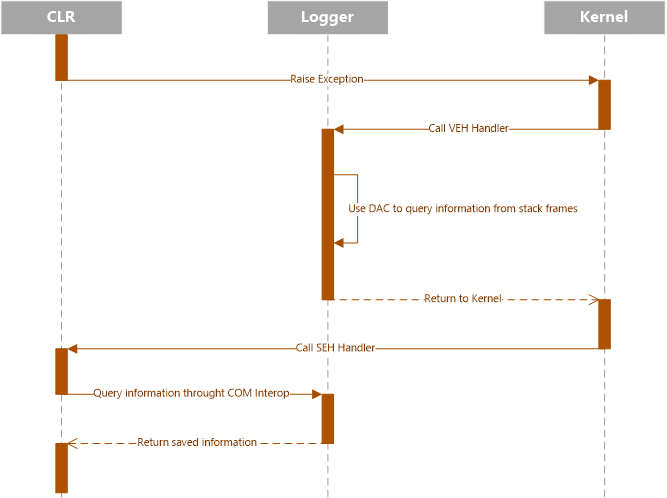 CLR
Logger
Kernel
Raise Exception
Call VEH Handler
Use DAC to query information from stack frames
Return to Kernel
Call SEH Handler
Query information throught COM Interop
Return saved information